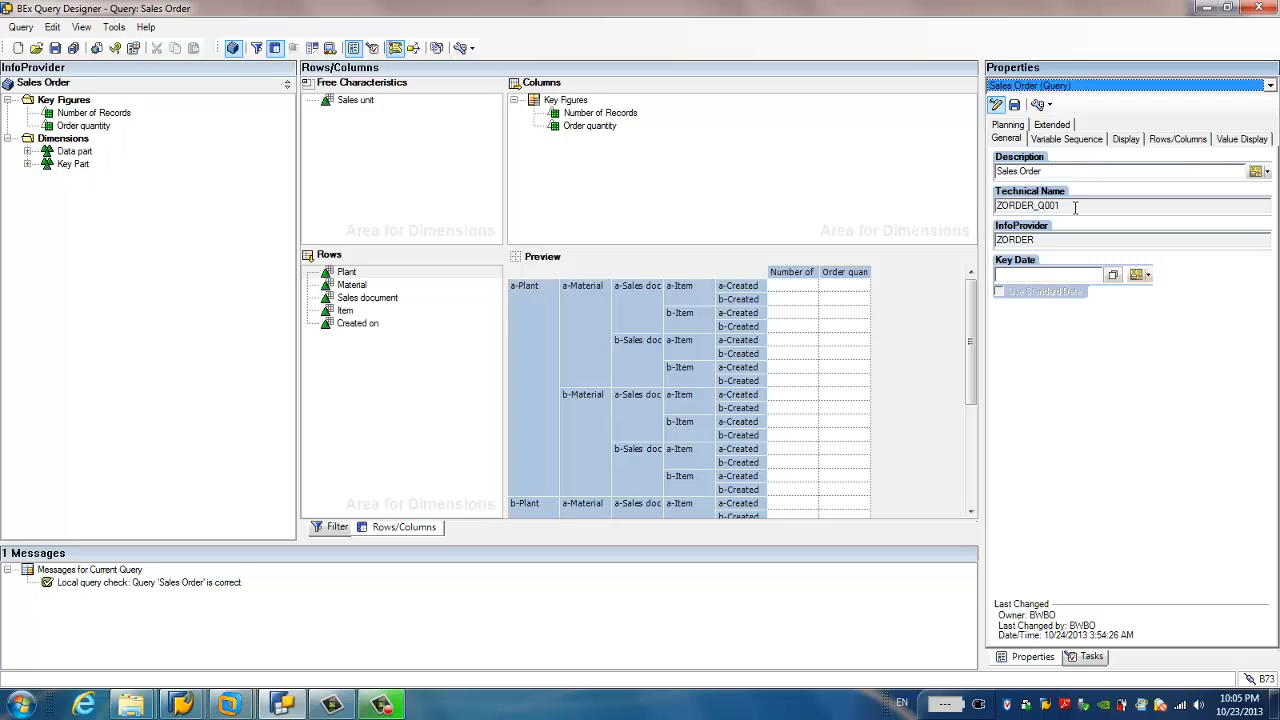 BEx Query Designer - Query: Sales Order
Query Edit View Tools Help
InfoProvider
Sales Order
Key Figures
Number of Records
Order quantity
Dimensions
Data part
Key Part
Rows/Columns
Free Characteristics
Sales unit
Area for Dimensions
Columns
Key Figures
Number of Records
Order quantity
Area for Dimensions
Rows
Plant
Material
Sales document
Item
Created on
Area for Dimensions
Preview
Number of Order quan
a-Plant a-Material a-Sales doc a-Item a-Created
b-Created
b-Item a-Created
b-Created
b-Sales doc a-Item a-Created
b-Created
b-Item a-Created
b-Created
b-Material a-Sales doc a-Item a-Created
b-Created
b-Item a-Created
b-Created
b-Sales doc a-Item a-Created
b-Created
b-Item a-Created
b-Created
b-Plant a-Material a-Sales doc a-Item a-Created
b-Created
Filter Rows/Columns
1 Messages
Messages for Current Query
Local query check: Query 'Sales Order' is correct
Properties
Sales Order (Query)
Planning Extended
General Variable Sequence Display Rows/Columns Value Display
Description
Sales Order
Technical Name
ZORDER_Q001
InfoProvider
ZORDER
Key Date
Use Standard Date
Last Changed
Owner: BWBO
Last Changed by: BWBO
Date/Time: 10/24/2013 3:54:26 AM
Properties Tasks
B73
EN
10:05 PM
10/23/2013